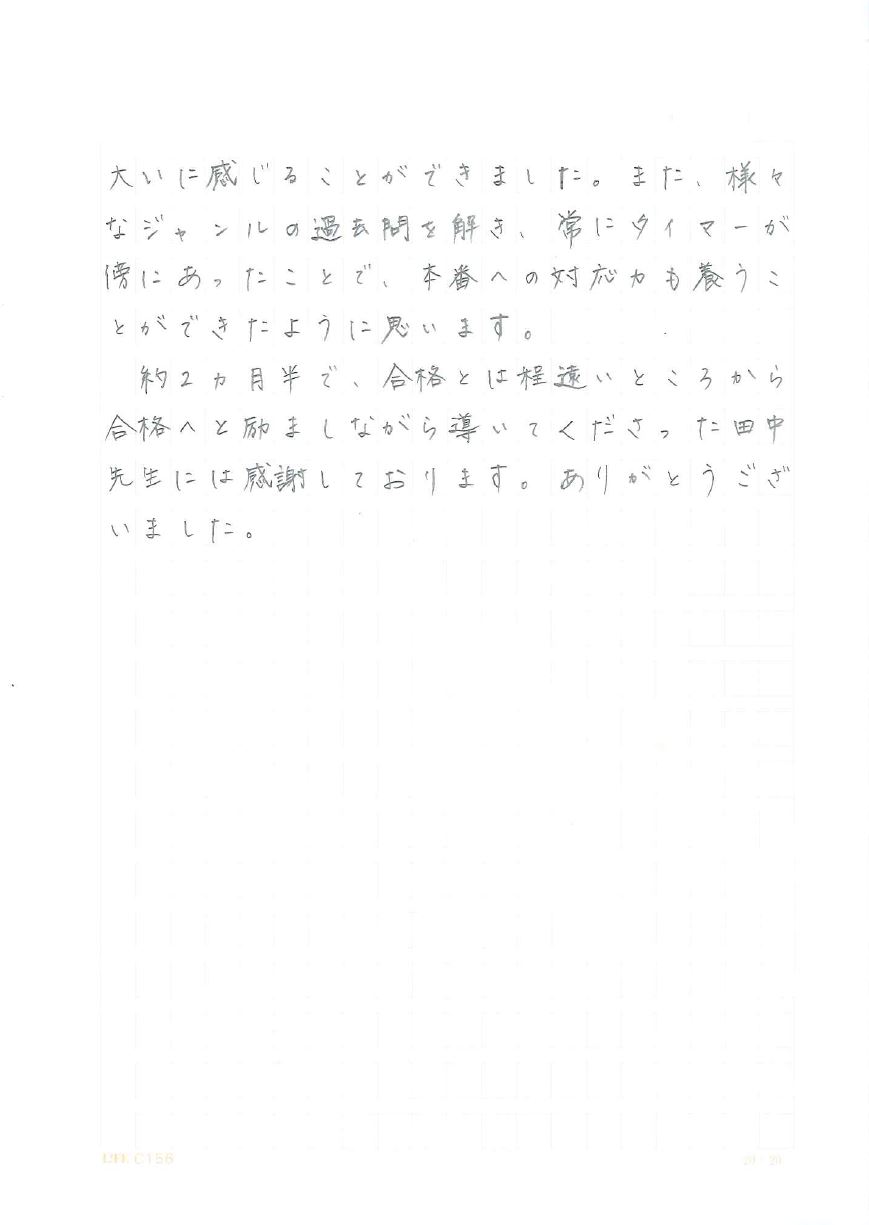 大いに感じることができました。また、様々
なジャンルの過去問を解き、常にタイマーが
傍にあったことで、本番への対応力も養うこ
とができたように思います。
　約2カ月半で、合格とは程遠いところから
合格へと励ましながら導いてくださった田中
先生には感謝しております。ありがとうござ
いました。
LIFE C156
20 20